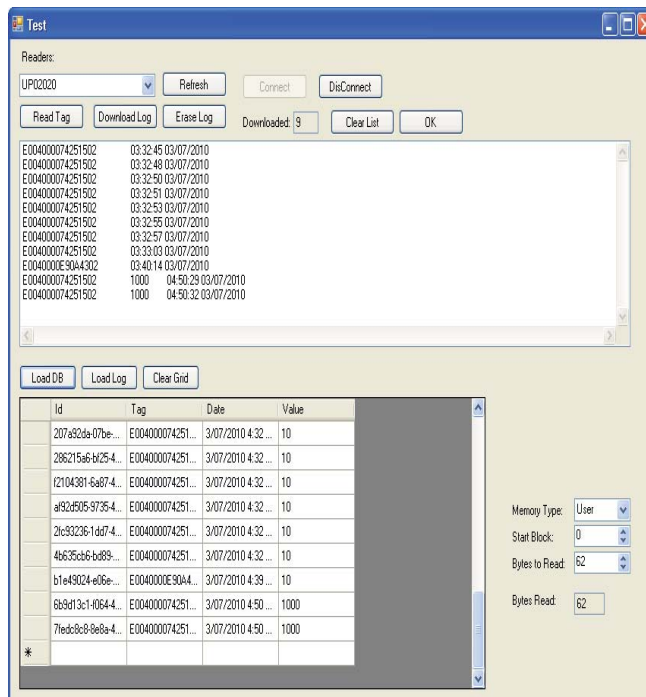 Test
Readers:
UP02020 Refresh Connect DisConnect
Read Tag Download Log Erase Log Downloaded: 9 Clear List OK
E004000074251502 03:32:45 03/07/2010
E004000074251502 03:32:48 03/07/2010
E004000074251502 03:32:50 03/07/2010
E004000074251502 03:32:51 03/07/2010
E004000074251502 03:32:53 03/07/2010
E004000074251502 03:32:55 03/07/2010
E004000074251502 03:32:57 03/07/2010
E004000074251502 03:33:03 03/07/2010
E0040000E90A4302 03:40:14 03/07/2010
E004000074251502 1000 04:50:29 03/07/2010
E004000074251502 1000 04:50:32 03/07/2010
Load DB Load Log Clear Grid
Id Tag Date Value
207a92da-07be-... E004000074251... 3/07/2010 4:32 ... 10
286215a6-bf25-4... E004000074251... 3/07/2010 4:32 ... 10
f2104381-6a87-4... E004000074251... 3/07/2010 4:32 ... 10
af92d505-9735-4... E004000074251... 3/07/2010 4:32 ... 10
2fc93236-1dd7-4... E004000074251... 3/07/2010 4:32 ... 10
4b635cb6-bd89-... E004000074251... 3/07/2010 4:32 ... 10
b1e49024-e06e-... E0040000E90A4... 3/07/2010 4:39 ... 10
6b9d13c1-f064-4... E004000074251... 3/07/2010 4:50 ... 1000
7fedc8c8-8e8a-4... E004000074251... 3/07/2010 4:50 ... 1000
Memory Type: User
Start Block: 0
Bytes to Read: 62
Bytes Read: 62